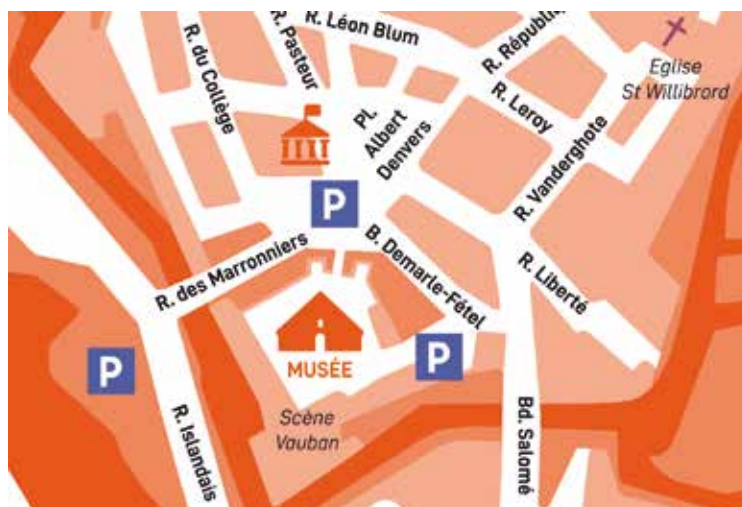 R. Léon Blum
R. Pasteur
R. du Collège
R. Républi
Eglise
St Willibrord
R. Leroy
Pl.
Albert
Denvers
R. Vanderghote
P
R. des Marronniers
B. Demarle-Fétel
R. Liberté
P
P
MUSÉE
R. Islandais
Scène
Vauban
Bd. Salomé